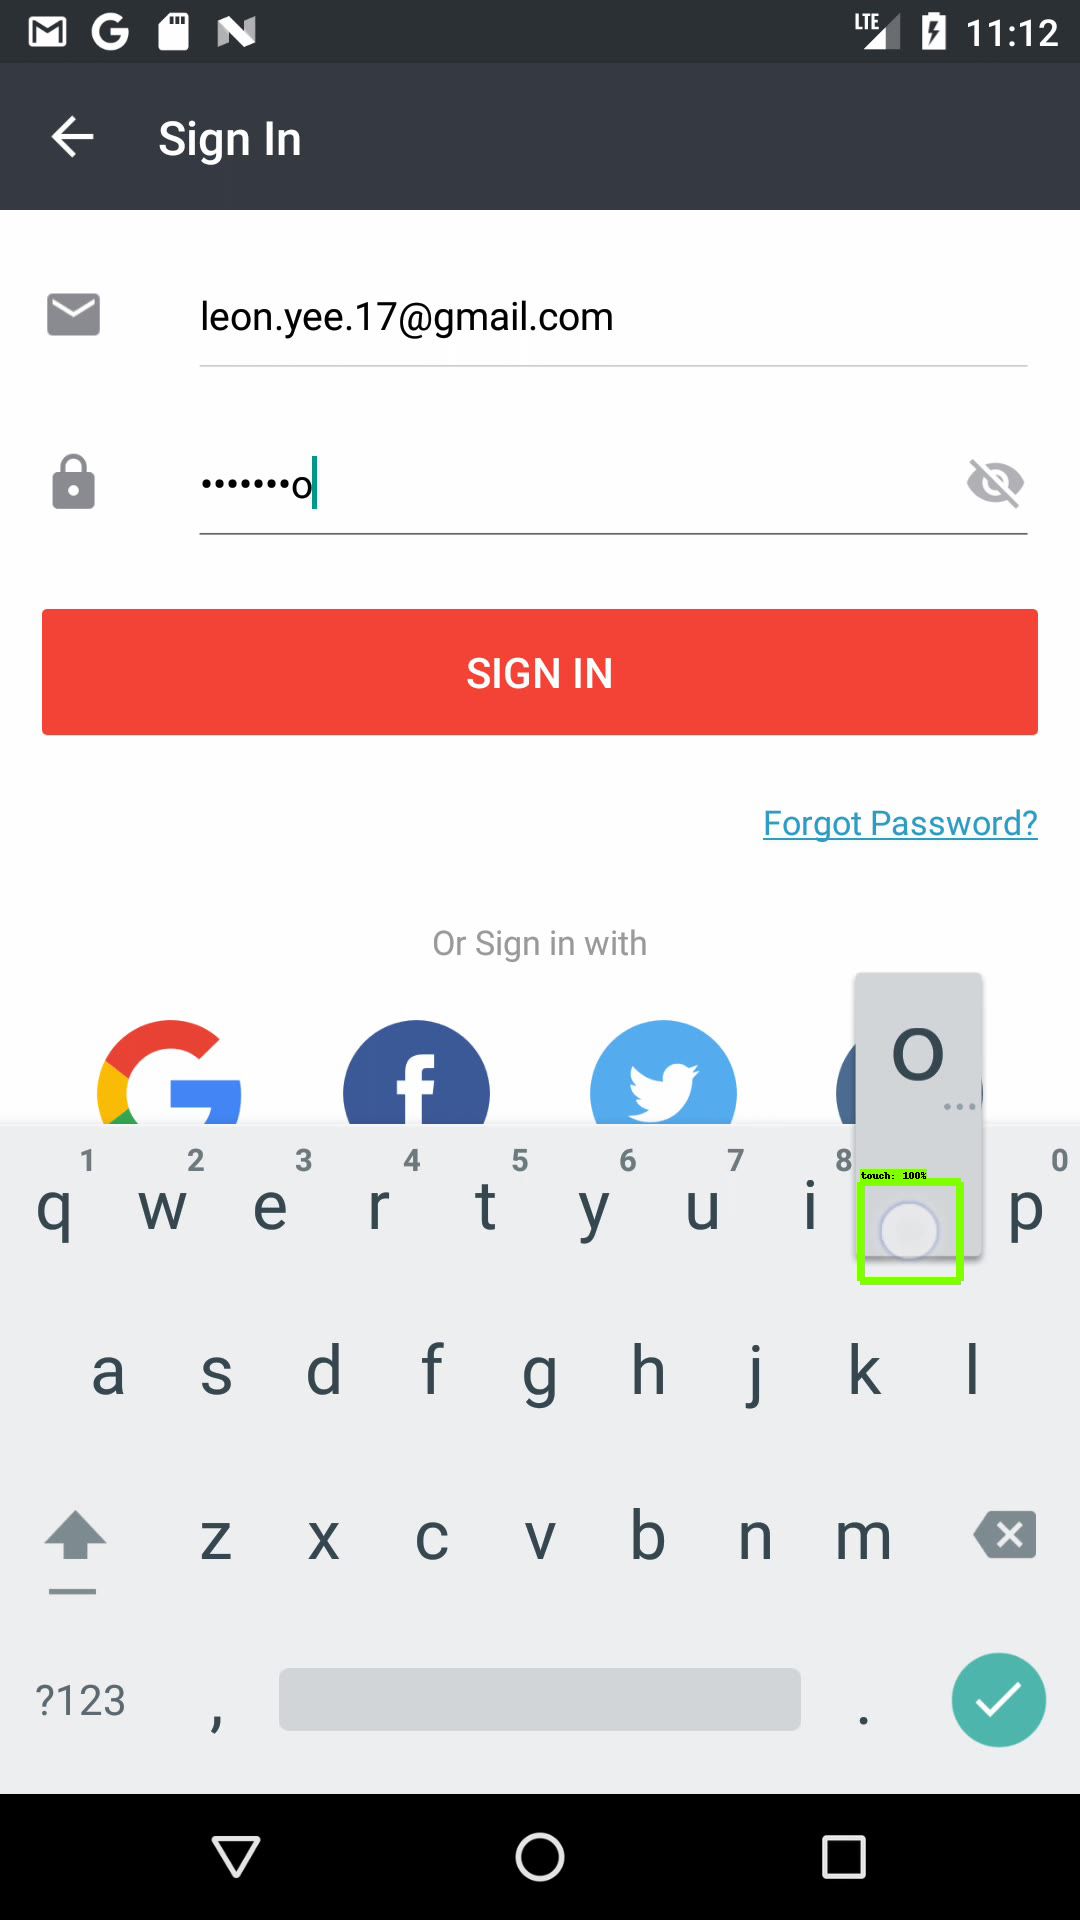 LTE 11:12
Sign In
leon.yee.17@gmail.com
•••••••o
SIGN IN
Forgot Password?
Or Sign in with
o
...
1 2 3 4 5 6 7 8 0
q w e r t y u i p
touch: 100%
a s d f g h j k l
z x c v b n m
?123 , .